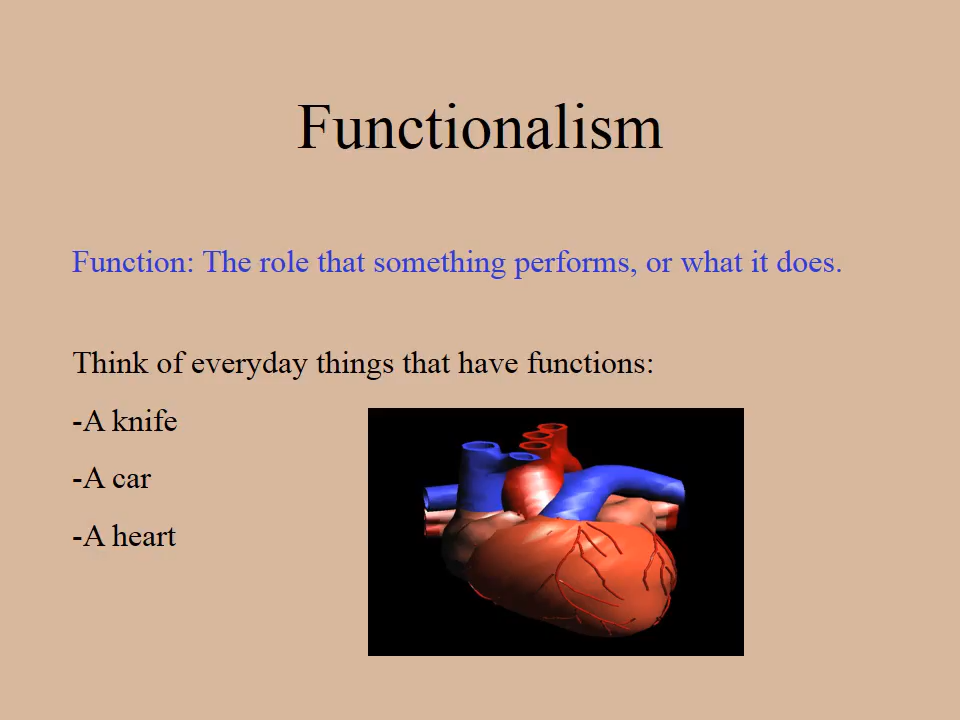 Functionalism
Function: The role that something performs, or what it does.
Think of everyday things that have functions:
-A knife
-A car
-A heart